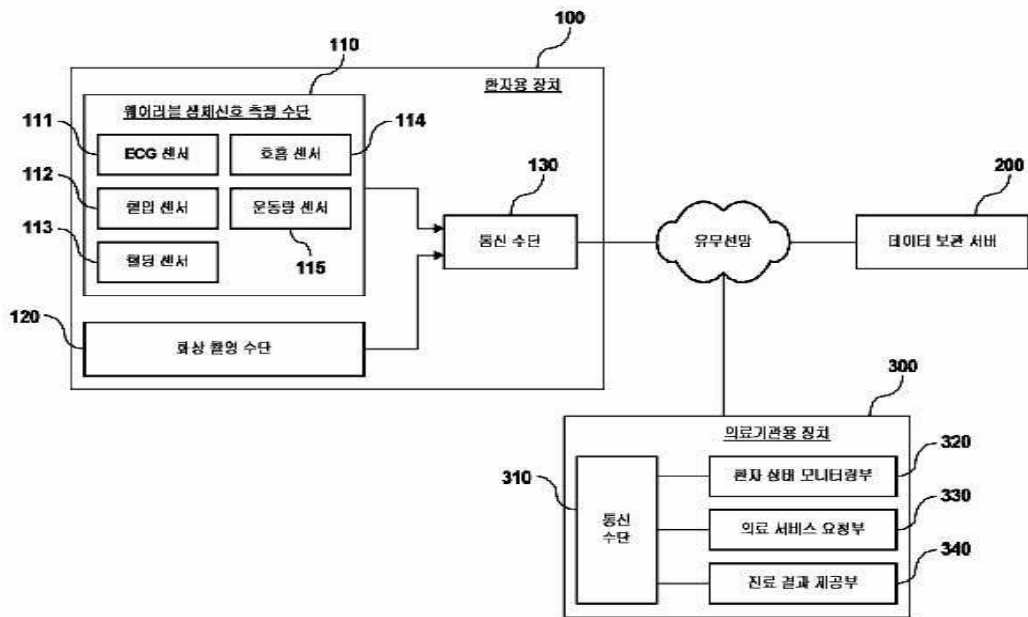 100
110
환자용 장치
웨어러블 생체신호 측정 수단
111
114
ECG 센서
호흡 센서
112
130
200
혈압 센서
운동량 센서
통신 수단
유무선망
데이터 보관 서버
113
혈당 센서
115
120
화상 촬영 수단
300
의료기관용 장치
320
310
환자 상태 모니터링부
330
통신
수단
의료 서비스 요청부
340
진료 결과 제공부